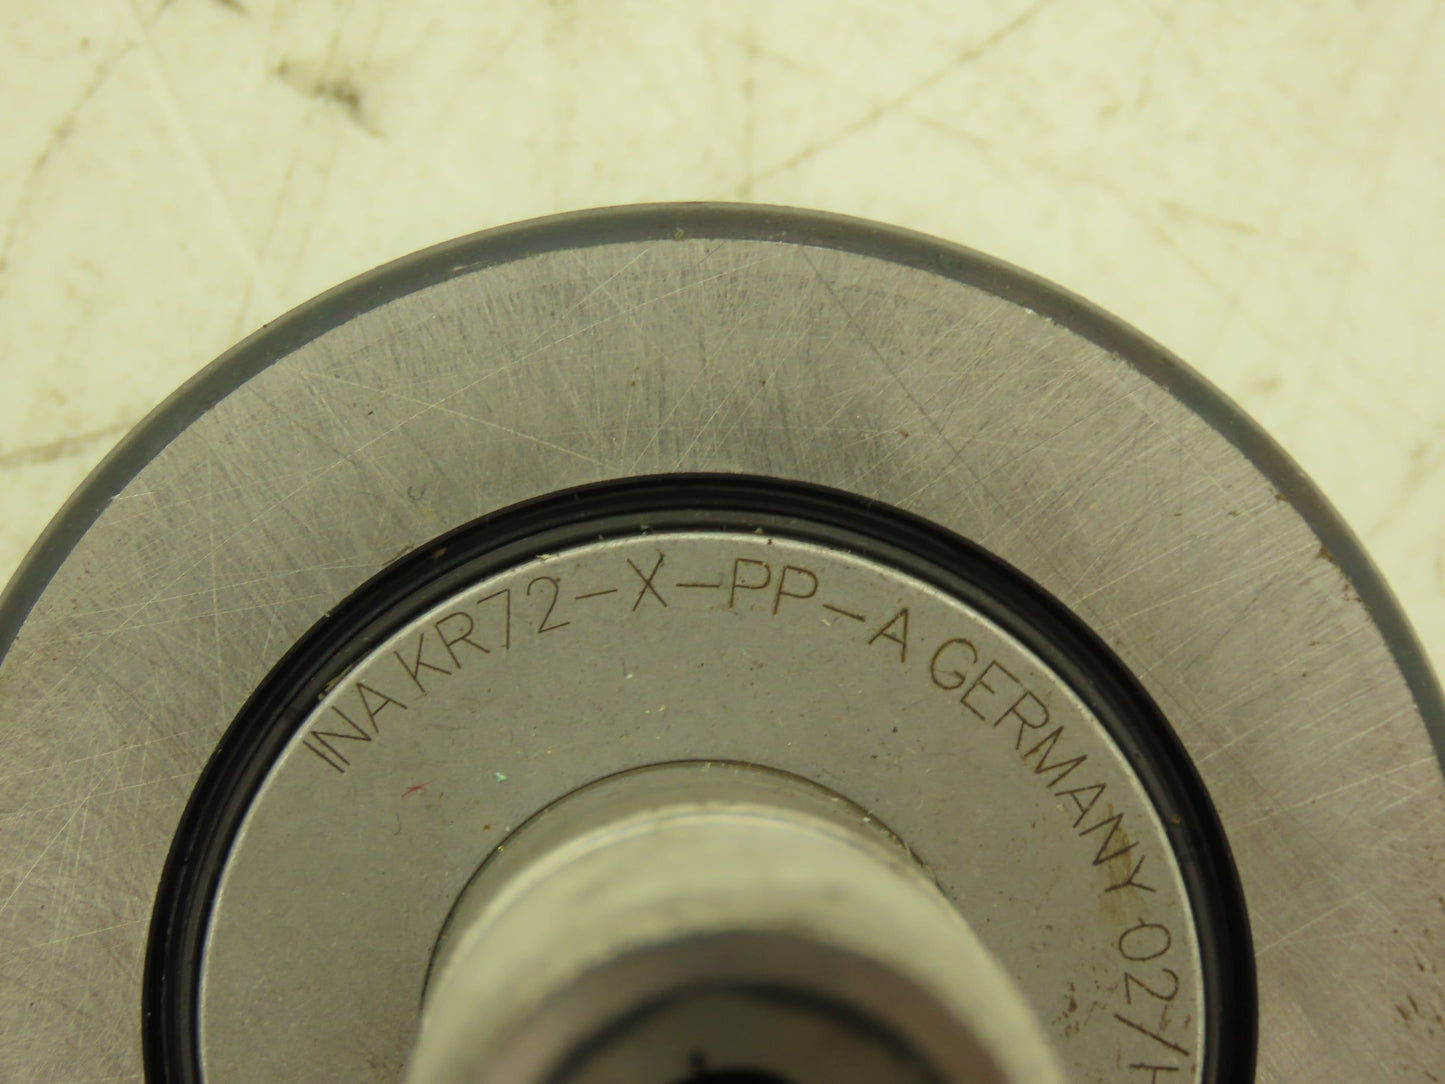 INA KR72-X-PP-A GERMANY 02/H